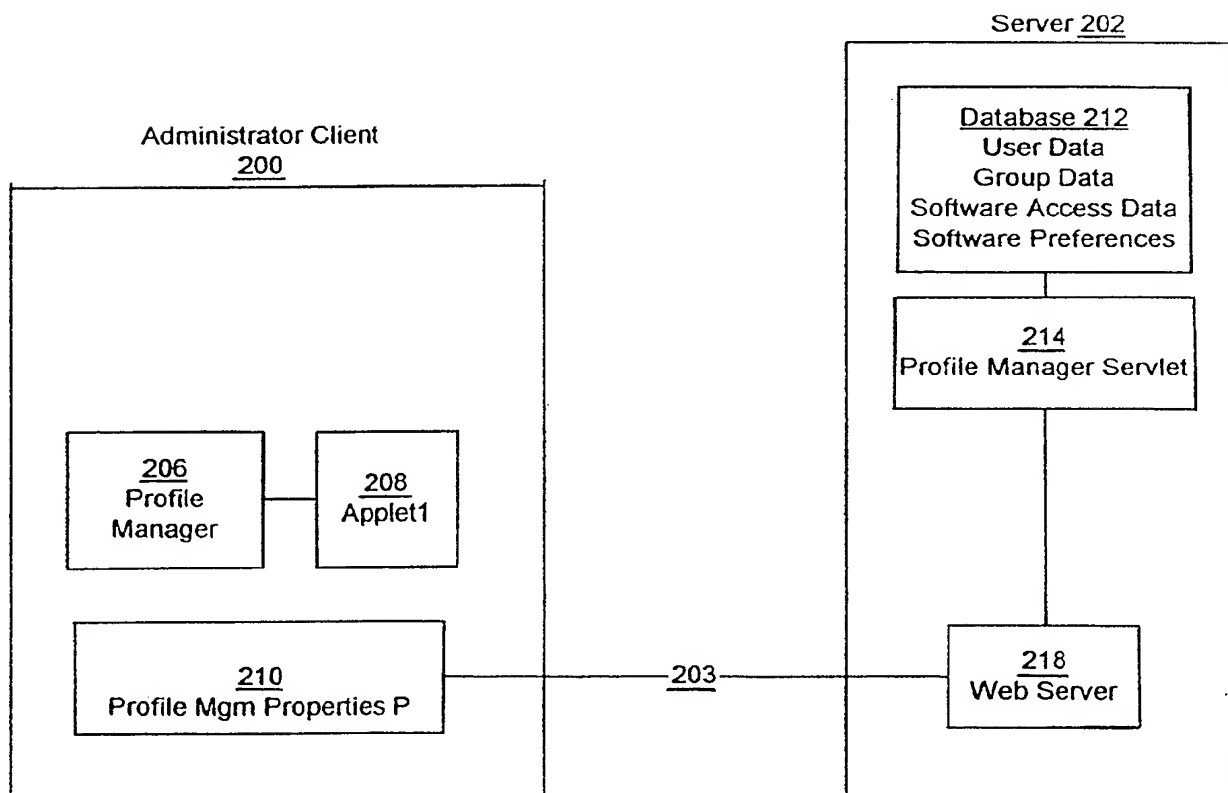 Server 202
Administrator Client
200
Database 212
User Data
Group Data
Software Access Data
Software Preferences
214
Profile Manager Servlet
206
Profile
Manager
208
Applet1
210
Profile Mgm Properties P
203
218
Web Server